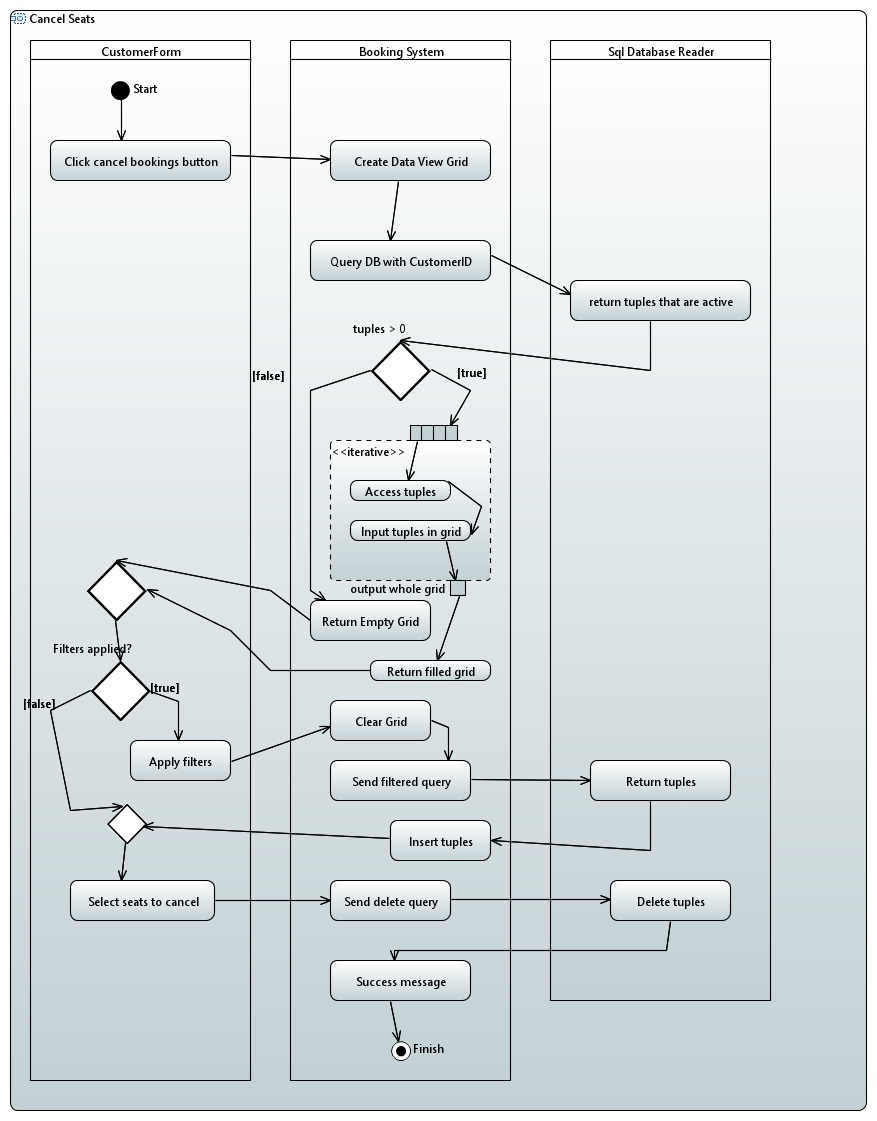 Cancel Seats
CustomerForm
Booking System
Sql Database Reader
Start
Click cancel bookings button
Create Data View Grid
Query DB with CustomerID
return tuples that are active
tuples > 0
[false]
[true]
<<iterative>>
Access tuples
Input tuples in grid
output whole grid
Return Empty Grid
Filters applied?
Return filled grid
[true]
[false]
Clear Grid
Apply filters
Send filtered query
Return tuples
Insert tuples
Select seats to cancel
Send delete query
Delete tuples
Success message
Finish